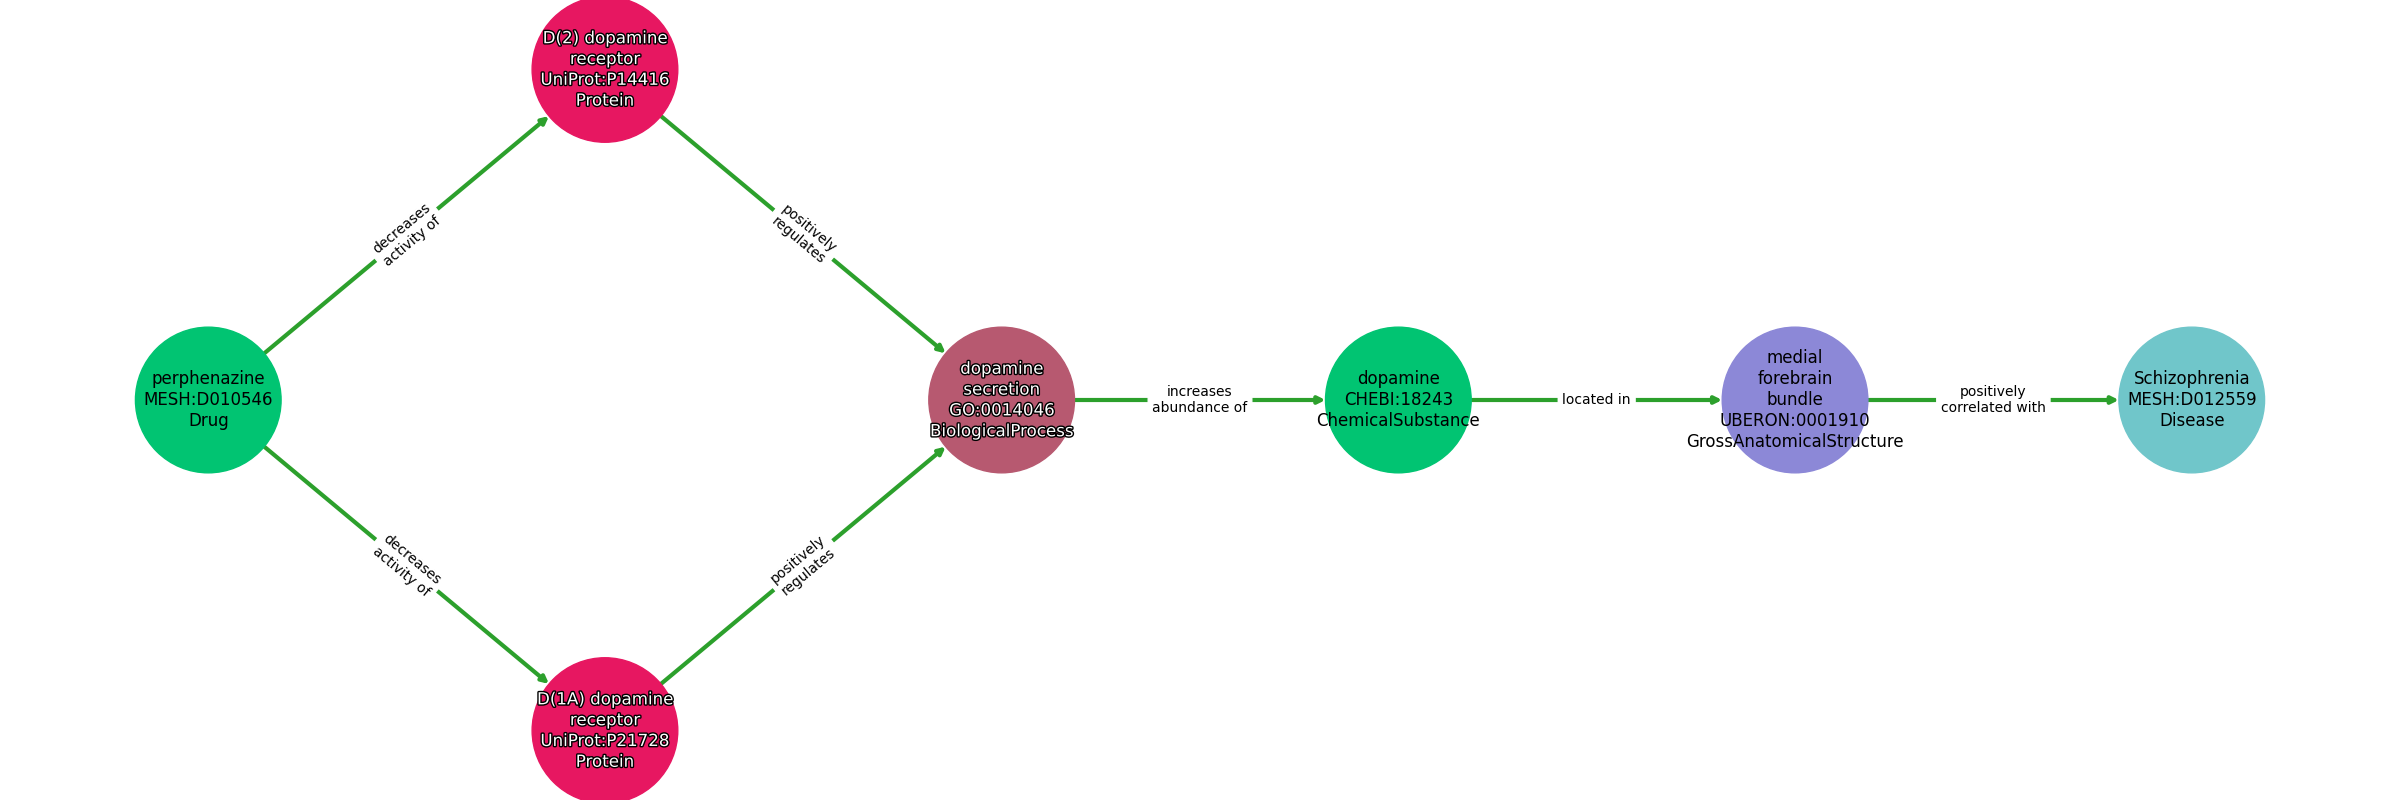 D(2) dopamine
receptor
UniProt:P14416
Protein
decreases
activity of
positively
regulates
perphenazine
MESH:D010546
Drug
dopamine
secretion
GO:0014046
BiologicalProcess
increases
abundance of
dopamine
CHEBI:18243
ChemicalSubstance
located in
medial
forebrain
bundle
UBERON:0001910
GrossAnatomicalStructure
positively
correlated with
Schizophrenia
MESH:D012559
Disease
decreases
activity of
positively
regulates
D(1A) dopamine
receptor
UniProt:P21728
Protein